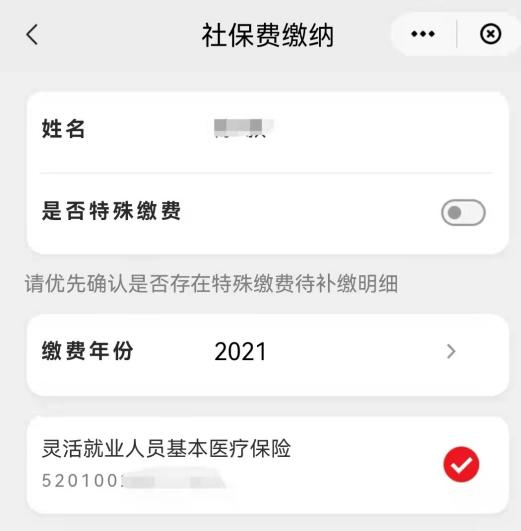 社保费缴纳
姓名
是否特殊缴费
请优先确认是否存在特殊缴费待补缴明细
缴费年份 2021
灵活就业人员基本医疗保险
520100